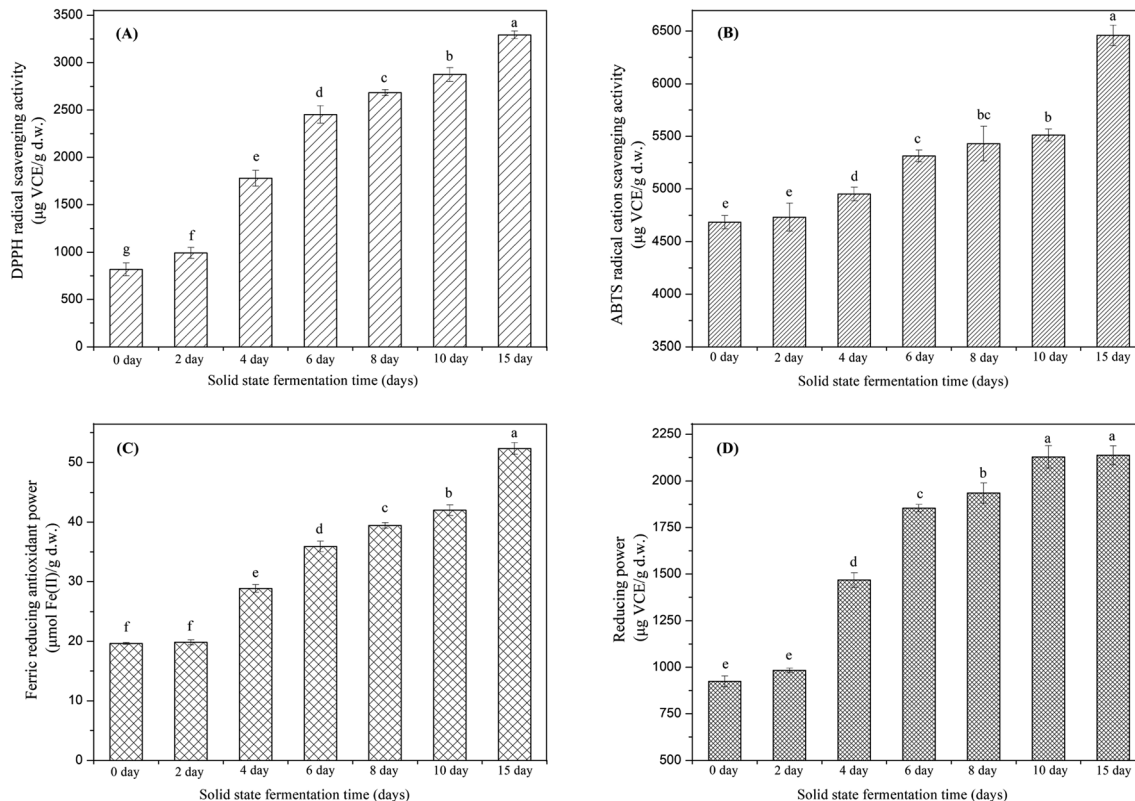 (A)
DPPH radical scavenging activity
(μg VCE/g d.w.)
3500
3000
2500
2000
1500
1000
500
0
g
f
e
d
c
b
a
0 day
2 day
4 day
6 day
8 day
10 day
15 day
Solid state fermentation time (days)
(B)
ABTS radical cation scavenging activity
(μg VCE/g d.w.)
6500
6000
5500
5000
4500
4000
3500
e
e
d
c
bc
b
a
0 day
2 day
4 day
6 day
8 day
10 day
15 day
Solid state fermentation time (days)
(C)
Ferric reducing antioxidant power
(μmol Fe(II)/g d.w.)
50
40
30
20
10
0
f
f
e
d
c
b
a
0 day
2 day
4 day
6 day
8 day
10 day
15 day
Solid state fermentation time (days)
(D)
Reducing power
(μg VCE/g d.w.)
2250
2000
1750
1500
1250
1000
750
500
e
e
d
c
b
a
a
0 day
2 day
4 day
6 day
8 day
10 day
15 day
Solid state fermentation time (days)